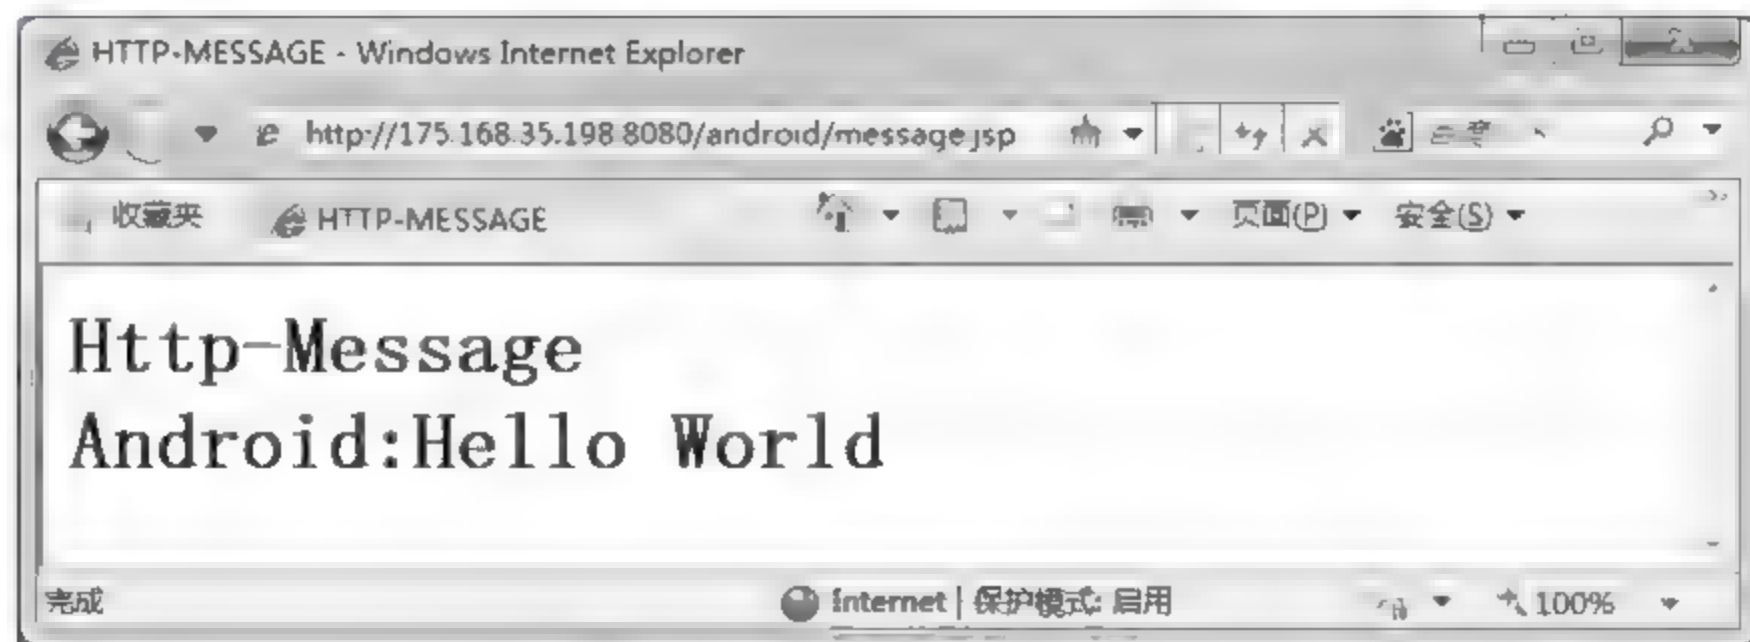 HTTP-MESSAGE - Windows Internet Explorer
http://175.168.35.198:8080/android/message.jsp
百度
收藏夹 HTTP-MESSAGE 页面(P) 安全(S)
Http-Message
Android:Hello World
完成 Internet | 保护模式: 启用 100%